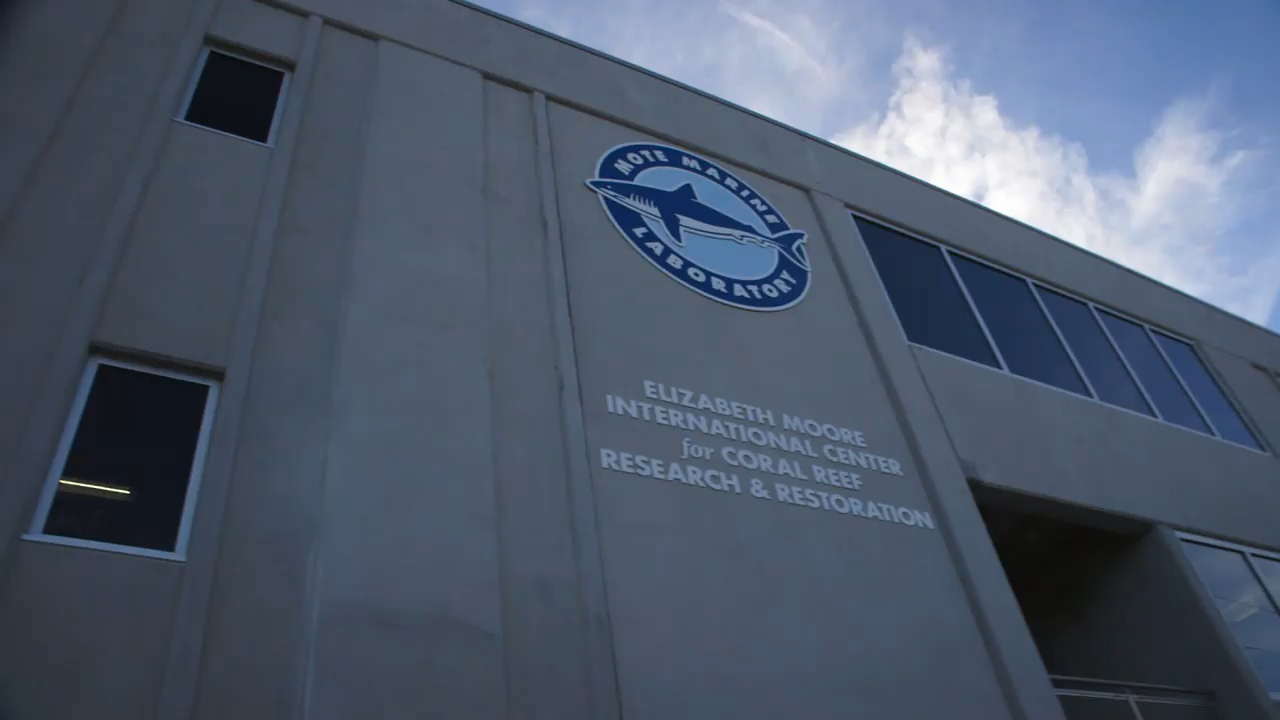 MOTE MARINE
LABORATORY
ELIZABETH MOORE
INTERNATIONAL CENTER
for CORAL REEF
RESEARCH & RESTORATION